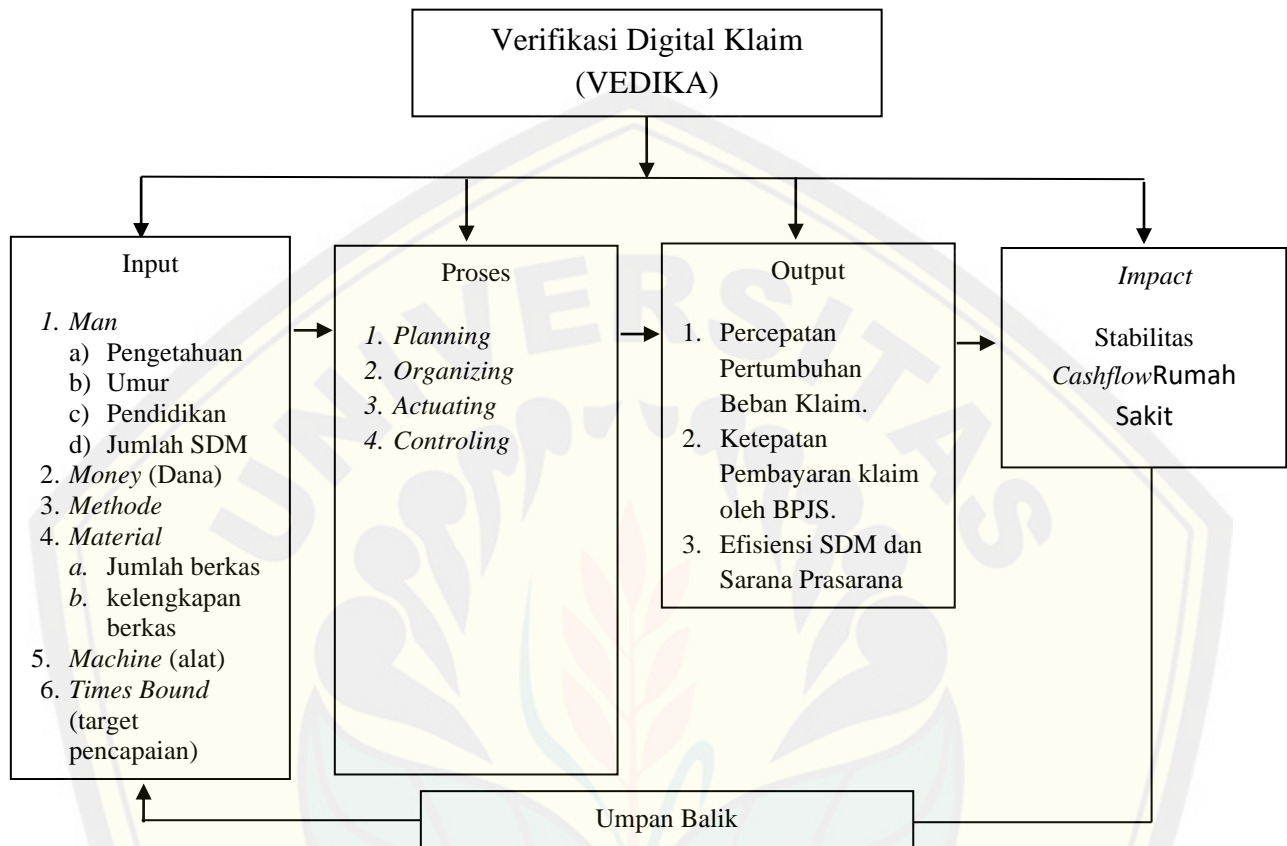 Verifikasi Digital Klaim
(VEDIKA)
Input
1. Man
a) Pengetahuan
b) Umur
c) Pendidikan
d) Jumlah SDM
2. Money (Dana)
3. Methode
4. Material
a. Jumlah berkas
b. kelengkapan
berkas
5. Machine (alat)
6. Times Bound
(target
pencapaian)
Proses
1. Planning
2. Organizing
3. Actuating
4. Controling
Output
1. Percepatan
Pertumbuhan
Beban Klaim.
2. Ketepatan
Pembayaran klaim
oleh BPJS.
3. Efisiensi SDM dan
Sarana Prasarana
Impact
Stabilitas
CashflowRumah
Sakit
Umpan Balik
UNIVERSITAS